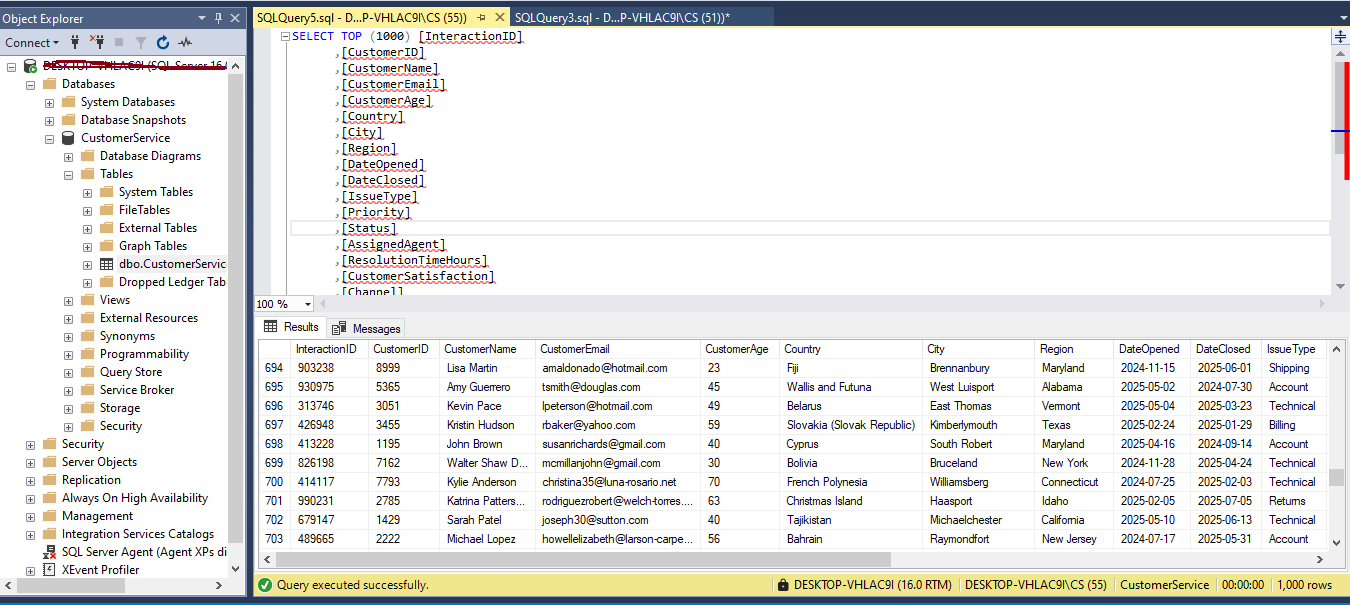 Object Explorer
Connect
DESKTOP-VHLAC9I (SQL Server 16.
Databases
System Databases
Database Snapshots
CustomerService
Database Diagrams
Tables
System Tables
FileTables
External Tables
Graph Tables
dbo.CustomerServic
Dropped Ledger Tab
Views
External Resources
Synonyms
Programmability
Query Store
Service Broker
Storage
Security
Security
Server Objects
Replication
Always On High Availability
Management
Integration Services Catalogs
SQL Server Agent (Agent XPs di
XEvent Profiler
SQLQuery5.sql - D...P-VHLAC9I\CS (55)) SQLQuery3.sql - D...P-VHLAC9I\CS (51))*
SELECT TOP (1000) [InteractionID]
,[CustomerID]
,[CustomerName]
,[CustomerEmail]
,[CustomerAge]
,[Country]
,[City]
,[Region]
,[DateOpened]
,[DateClosed]
,[IssueType]
,[Priority]
,[Status]
,[AssignedAgent]
,[ResolutionTimeHours]
,[CustomerSatisfaction]
,[Channel]
100 %
Results Messages
InteractionID CustomerID CustomerName CustomerEmail CustomerAge Country City Region DateOpened DateClosed IssueType
694 903238 8999 Lisa Martin amaldonado@hotmail.com 23 Fiji Brennanbury Maryland 2024-11-15 2025-06-01 Shipping
695 930975 5365 Amy Guerrero tsmith@douglas.com 45 Wallis and Futuna West Luisport Alabama 2025-05-02 2024-07-30 Account
696 313746 3051 Kevin Pace lpeterson@hotmail.com 49 Belarus East Thomas Vermont 2025-05-04 2025-03-23 Technical
697 426948 3455 Kristin Hudson rbaker@yahoo.com 59 Slovakia (Slovak Republic) Kimberlymouth Texas 2025-02-24 2025-01-29 Billing
698 413228 1195 John Brown susanrichards@gmail.com 40 Cyprus South Robert Maryland 2025-04-16 2024-09-14 Account
699 826198 7162 Walter Shaw D... mcmillanjohn@gmail.com 30 Bolivia Bruceland New York 2024-11-28 2025-04-24 Technical
700 414117 7793 Kylie Anderson christina35@luna-rosario.net 70 French Polynesia Williamsberg Connecticut 2024-07-25 2025-02-03 Technical
701 990231 2785 Katrina Patters... rodriguezrobert@welch-torres.... 63 Christmas Island Haasport Idaho 2025-02-05 2025-07-05 Returns
702 679147 1429 Sarah Patel joseph30@sutton.com 40 Tajikistan Michaelchester California 2025-05-10 2025-06-13 Technical
703 489665 2222 Michael Lopez howellelizabeth@larson-carpe... 56 Bahrain Raymondfort New Jersey 2024-07-17 2025-05-31 Account
Query executed successfully. DESKTOP-VHLAC9I (16.0 RTM) DESKTOP-VHLAC9I\CS (55) CustomerService 00:00:00 1,000 rows